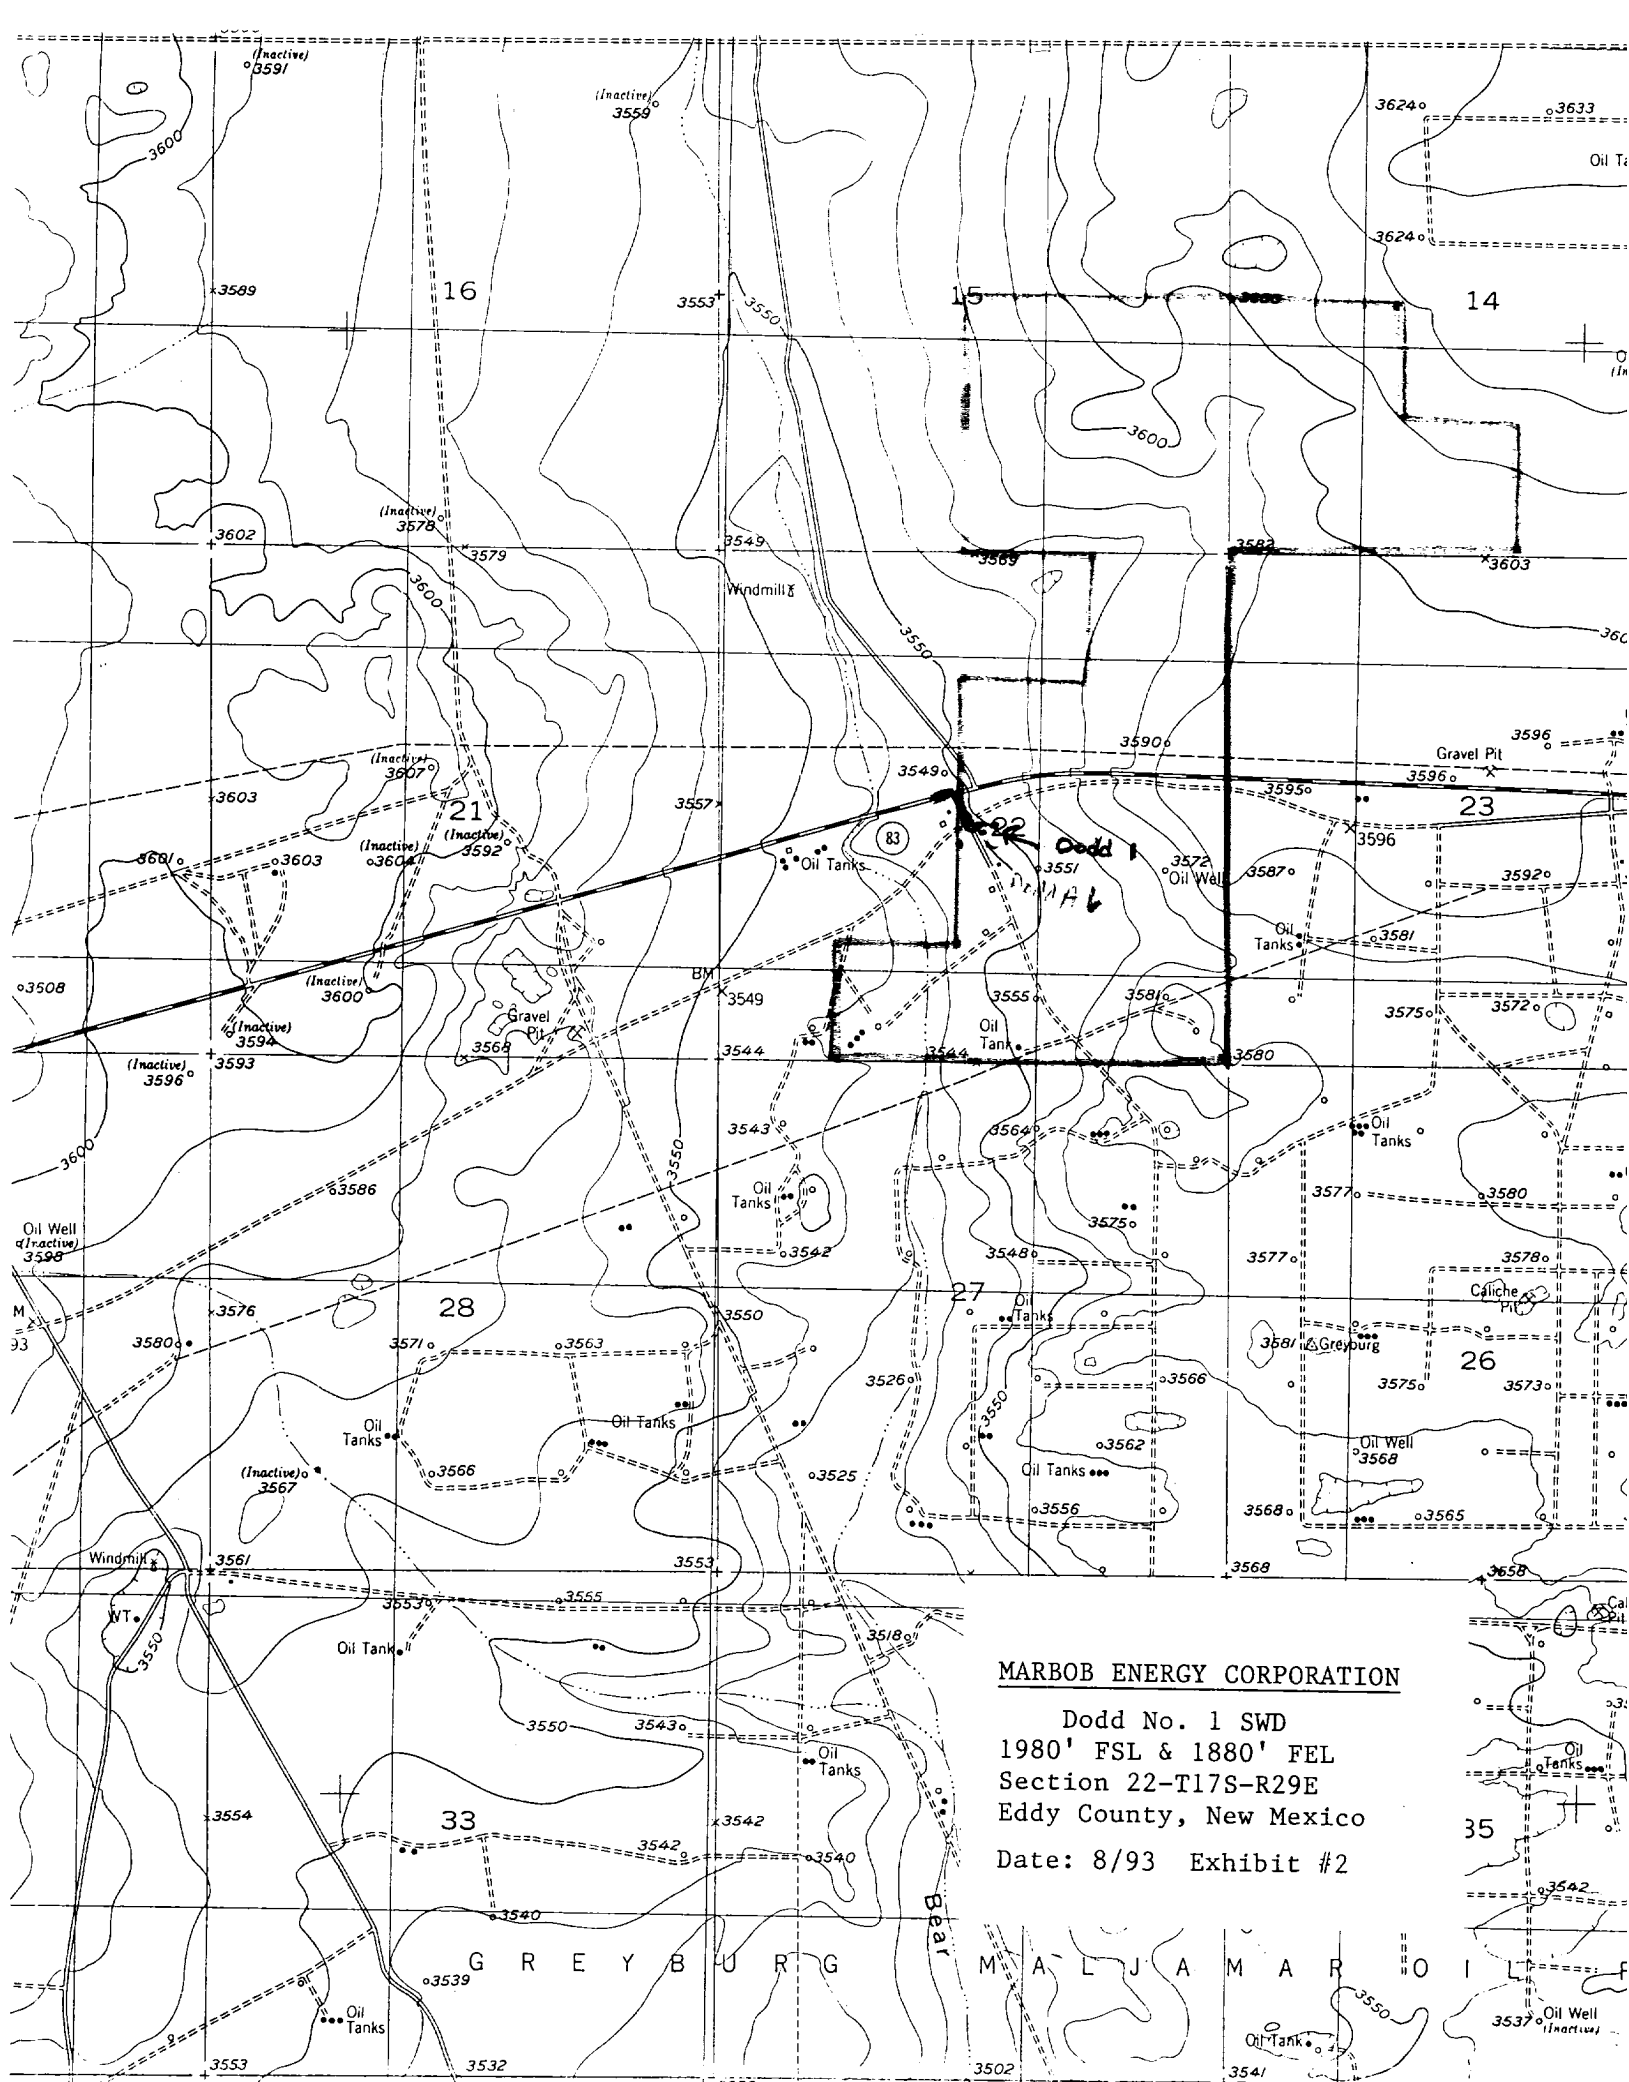 (Inactive)
3591
(Inactive)
3559
3624
3633
3600
3624
3589
16
3553
3550
15
14
3600
(Inactive)
3578
3602
3579
3549
3569
3582
3603
3600
Windmill
3550
3590
3596
Gravel Pit
(Inactive)
3607
3549
3596
3603
3557
3595
23
21
(Inactive)
3592
83
22
Dodd 1
3596
3601
3603
(Inactive)
3604
Oil Tanks
3551
3572
Oil Well
3587
3592
Oil
Tanks
3581
3508
(Inactive)
3600
BM
3549
3555
3581
3575
3572
(Inactive)
3594
Gravel
Pit
Oil
Tank
3593
3568
3544
3544
3580
(Inactive)
3596
3600
3543
3564
Oil
Tanks
3586
3550
Oil
Tanks
3577
3580
Oil Well
(Inactive)
3598
3575
3542
3548
3577
3578
3576
28
3550
27
Oil
Tanks
Caliche
Pit
3580
3571
3563
3581
Greyburg
26
3526
3566
3575
3573
3550
Oil
Tanks
Oil Tanks
3562
Oil Well
3568
(Inactive)
3567
3566
3525
Oil Tanks
3556
3568
3565
Windmill
3561
3553
3568
3558
3553
3555
WT
3550
Oil Tank
3518
MARBOB ENERGY CORPORATION
Dodd No. 1 SWD
1980' FSL & 1880' FEL
Section 22-T17S-R29E
Eddy County, New Mexico
Date: 8/93 Exhibit #2
3550
3543
Oil
Tanks
Oil
Tanks
3554
33
3542
35
3542
3540
3542
3540
Bear
GREYBURG MALJAMAR OIL
3539
3550
Oil
Tanks
3537
Oil Well
(Inactive)
Oil Tank
3553
3532
3502
3541